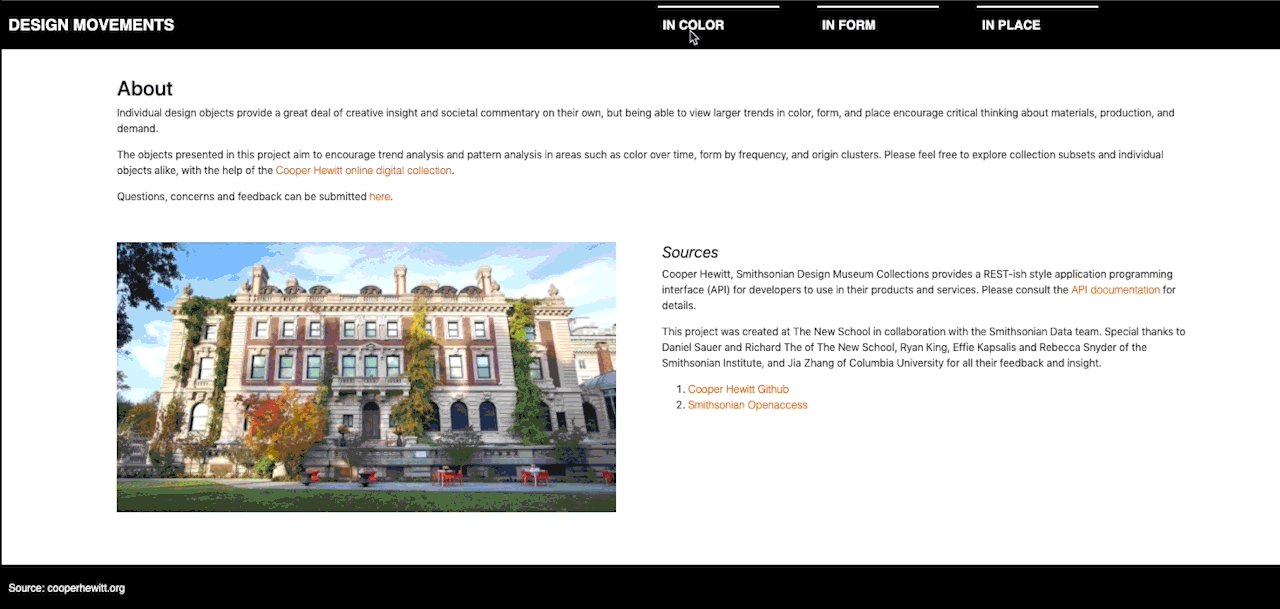 DESIGN MOVEMENTS
IN COLOR
IN FORM
IN PLACE
About
Individual design objects provide a great deal of creative insight and societal commentary on their own, but being able to view larger trends in color, form, and place encourage critical thinking about materials, production, and
demand.
The objects presented in this project aim to encourage trend analysis and pattern analysis in areas such as color over time, form by frequency, and origin clusters. Please feel free to explore collection subsets and individual
objects alike, with the help of the Cooper Hewitt online digital collection.
Questions, concerns and feedback can be submitted here.
Sources
Cooper Hewitt, Smithsonian Design Museum Collections provides a REST-ish style application programming
interface (API) for developers to use in their products and services. Please consult the API documentation for
details.
This project was created at The New School in collaboration with the Smithsonian Data team. Special thanks to
Daniel Sauer and Richard The of The New School, Ryan King, Effie Kapsalis and Rebecca Snyder of the
Smithsonian Institute, and Jia Zhang of Columbia University for all their feedback and insight.
1. Cooper Hewitt Github
2. Smithsonian Openaccess
Source: cooperhewitt.org